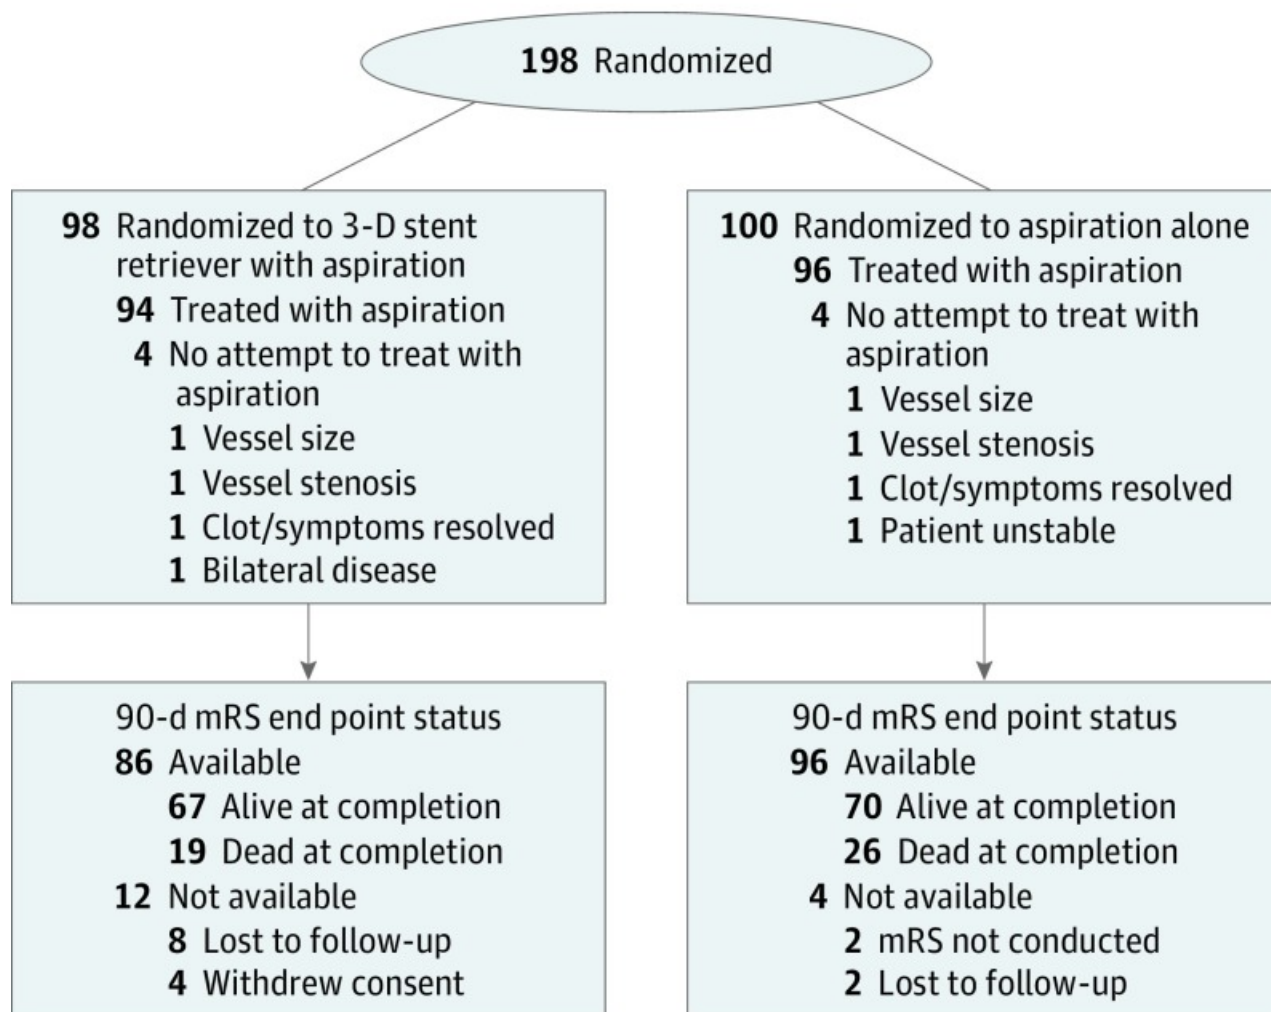 198 Randomized
98 Randomized to 3-D stent
retriever with aspiration
94 Treated with aspiration
4 No attempt to treat with
aspiration
1 Vessel size
1 Vessel stenosis
1 Clot/symptoms resolved
1 Bilateral disease
100 Randomized to aspiration alone
96 Treated with aspiration
4 No attempt to treat with
aspiration
1 Vessel size
1 Vessel stenosis
1 Clot/symptoms resolved
1 Patient unstable
90-d mRS end point status
86 Available
67 Alive at completion
19 Dead at completion
12 Not available
8 Lost to follow-up
4 Withdrew consent
90-d mRS end point status
96 Available
70 Alive at completion
26 Dead at completion
4 Not available
2 mRS not conducted
2 Lost to follow-up